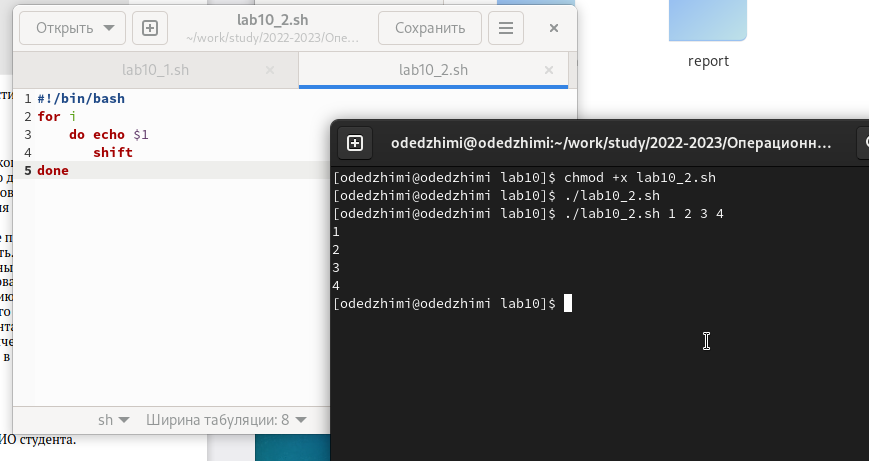 Открыть
lab10_2.sh
~/work/study/2022-2023/Опе…
Сохранить
report
lab10_1.sh
lab10_2.sh
1 #!/bin/bash
2 for i
3 do echo $1
4 shift
5 done
sh
Ширина табуляции: 8
ИО студента.
odedzhimi@odedzhimi:~/work/study/2022-2023/Операционн…
[odedzhimi@odedzhimi lab10]$ chmod +x lab10_2.sh
[odedzhimi@odedzhimi lab10]$ ./lab10_2.sh
[odedzhimi@odedzhimi lab10]$ ./lab10_2.sh 1 2 3 4
1
2
3
4
[odedzhimi@odedzhimi lab10]$